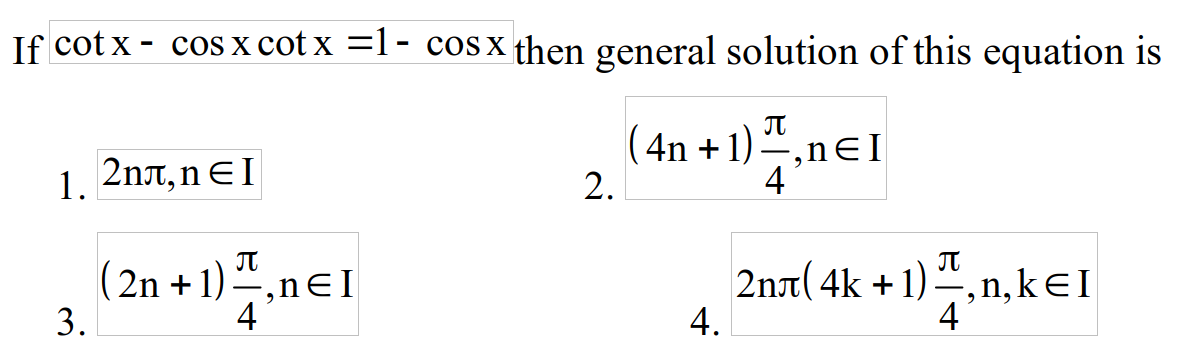 If cot x - cos x cot x =1- cos x then general solution of this equation is
1. 2nπ,n∈I 2. (4n+1)π/4,n∈I
3. (2n+1)π/4,n∈I 4. 2nπ(4k+1)π/4,n,k∈I